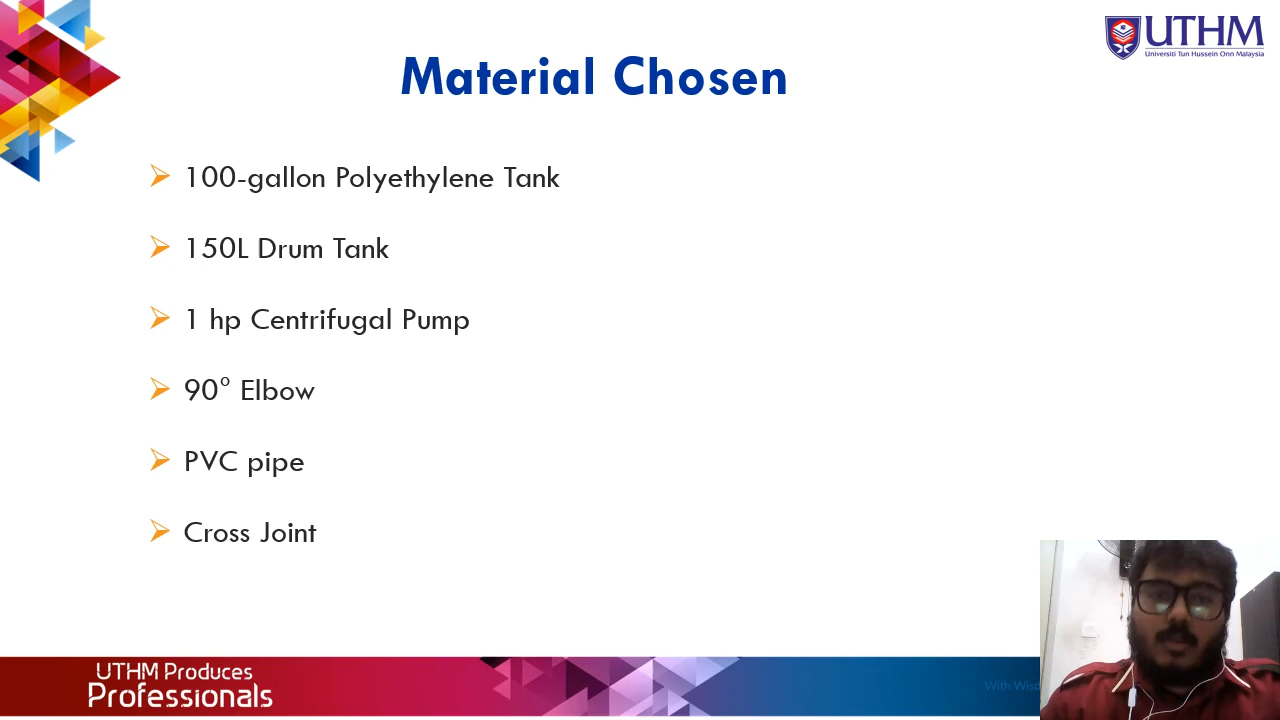 UTHM
Universiti Tun Hussein Onn Malaysia
Material Chosen
100-gallon Polyethylene Tank
150L Drum Tank
1 hp Centrifugal Pump
90° Elbow
PVC pipe
Cross Joint
UTHM Produces
Professionals
With